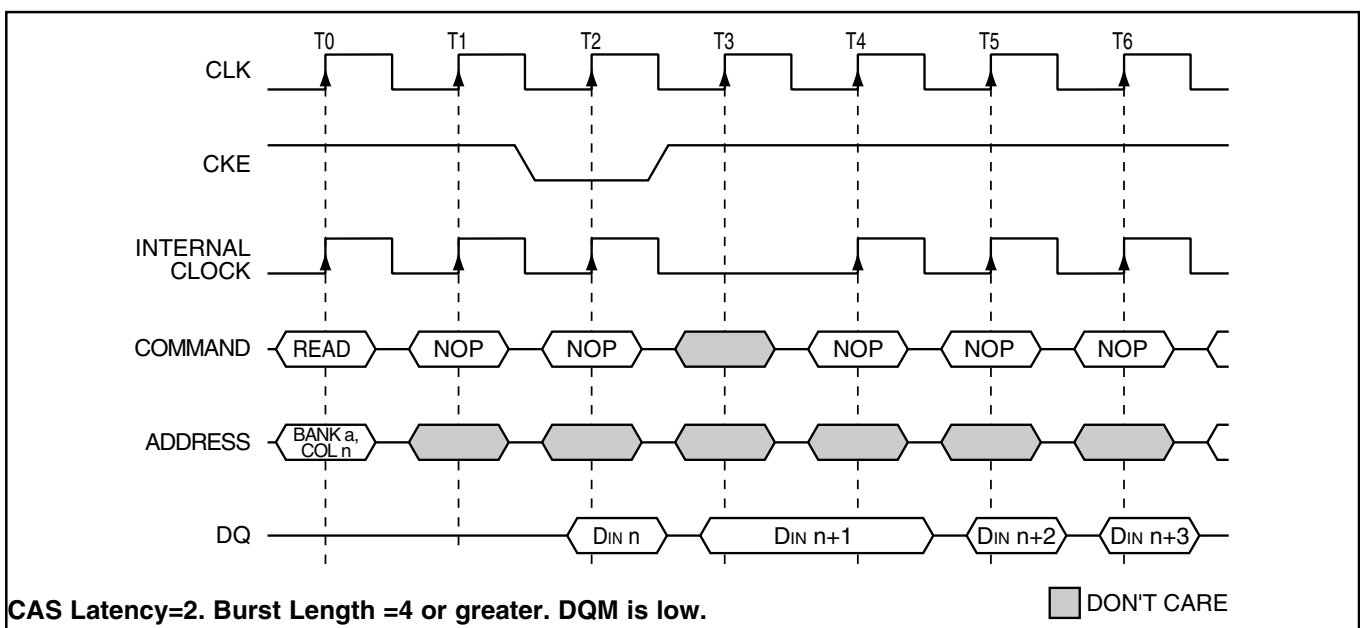 T0 T1 T2 T3 T4 T5 T6
CLK
CKE
INTERNAL
CLOCK
COMMAND READ NOP NOP NOP NOP NOP
ADDRESS BANK a,
COL n
DQ DIN n DIN n+1 DIN n+2 DIN n+3
CAS Latency=2. Burst Length =4 or greater. DQM is low.
DON'T CARE